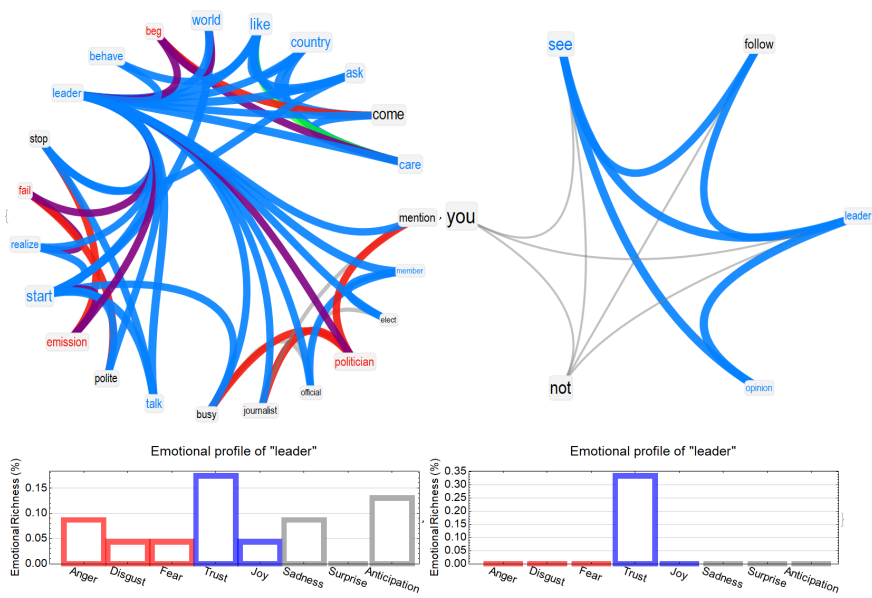 world
like
beg
country
behave
ask
leader
come
stop
care
fail
mention
realize
member
start
elect
emission
politician
polite
official
talk
busy
journalist
see
follow
you
leader
not
opinion
Emotional profile of "leader"
Emotional Richness (%)
0.15
0.10
0.05
0.00
Anger Disgust Fear Trust Joy Sadness Surprise Anticipation
Emotional profile of "leader"
Emotional Richness (%)
0.35
0.30
0.25
0.20
0.15
0.10
0.05
0.00
Anger Disgust Fear Trust Joy Sadness Surprise Anticipation